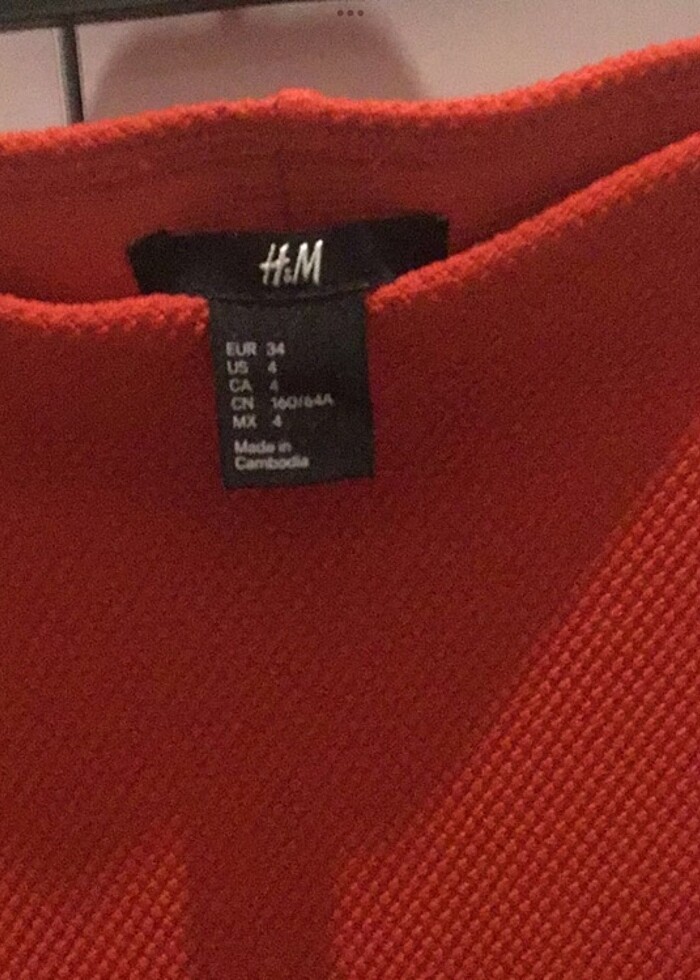 H&M
EUR 34
US 4
CA 4
CN 160/64A
MX 4
Made in
Cambodia